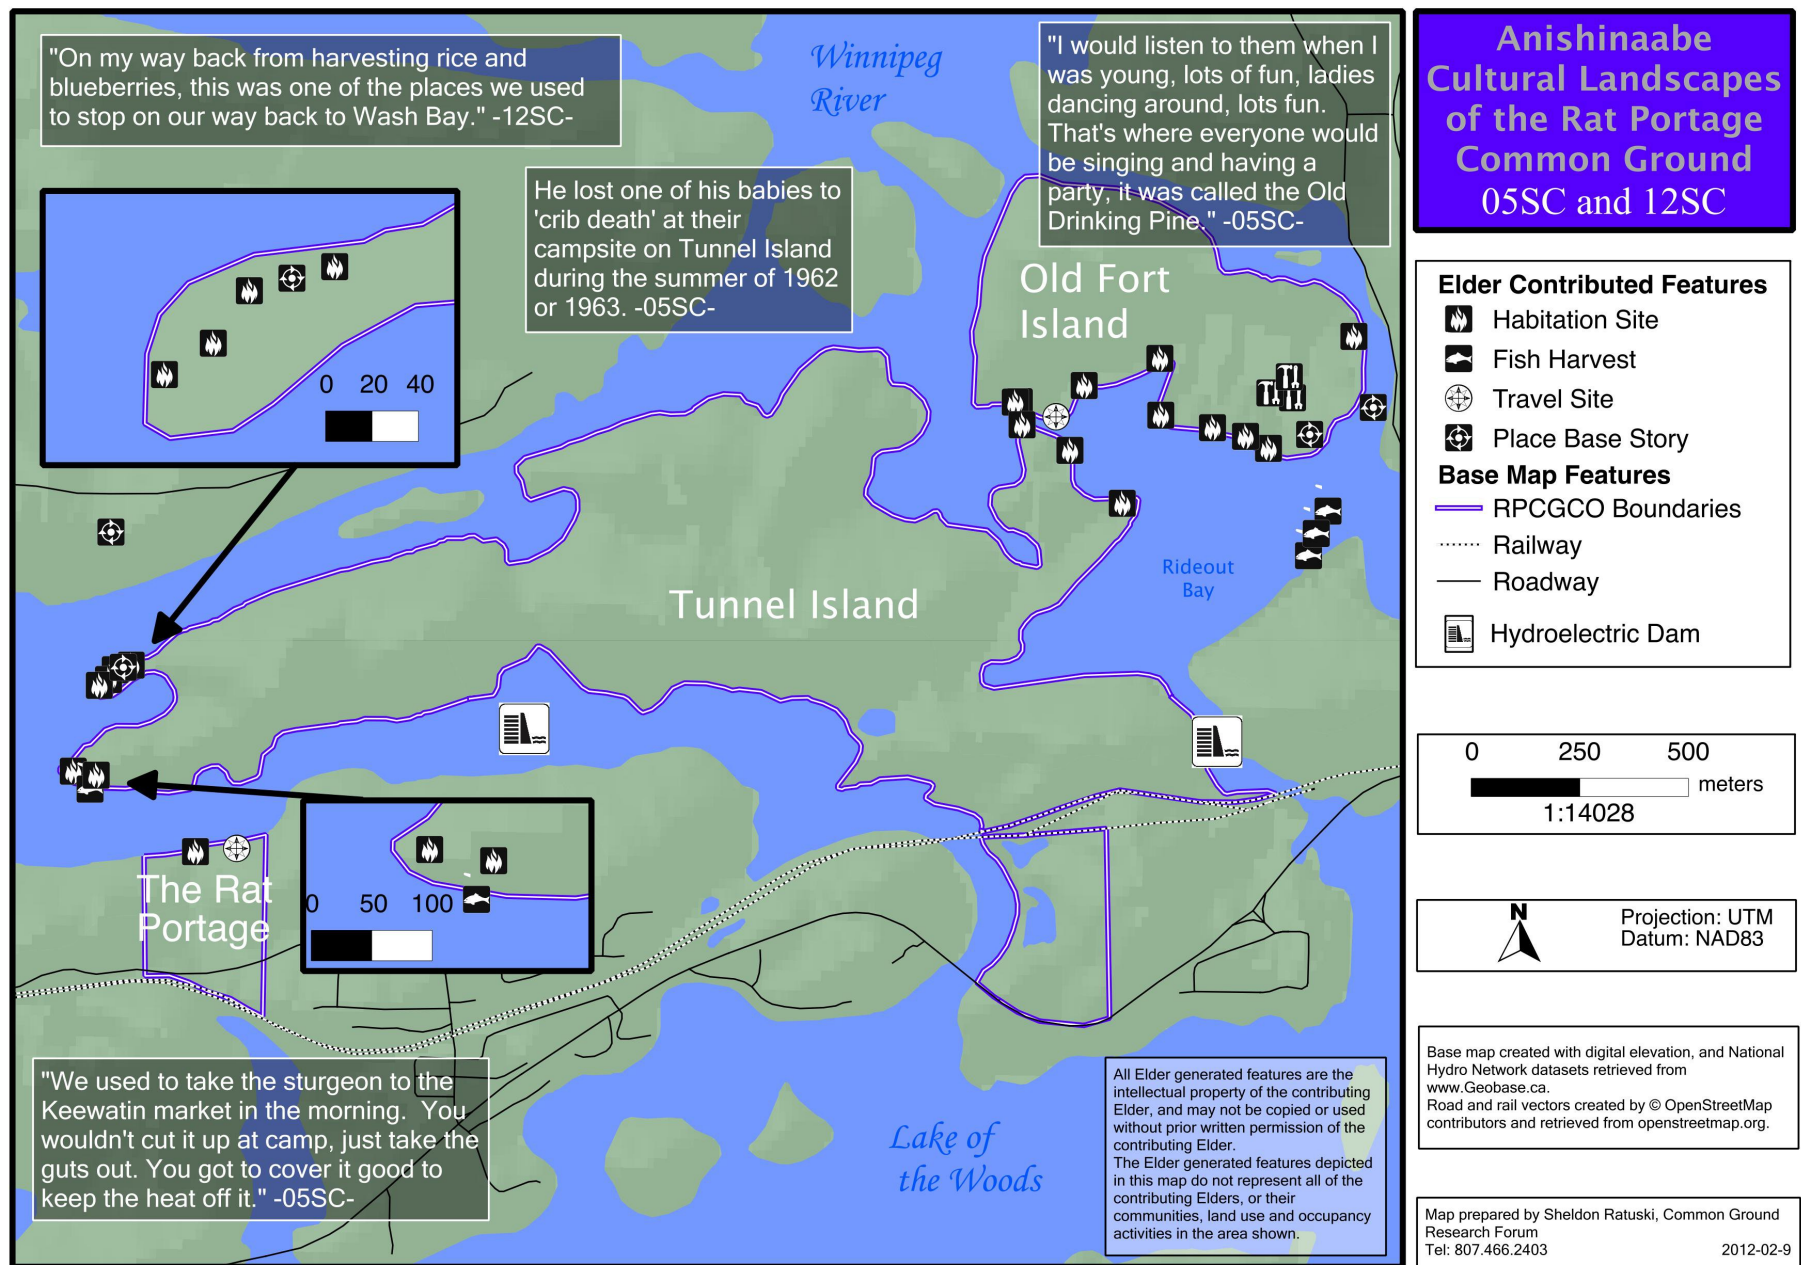 "On my way back from harvesting rice and
blueberries, this was one of the places we used
to stop on our way back to Wash Bay." -12SC-
Winnipeg
River
"I would listen to them when I
was young, lots of fun, ladies
dancing around, lots fun.
That's where everyone would
be singing and having a
party, it was called the Old
Drinking Pine." -05SC-
He lost one of his babies to
'crib death' at their
campsite on Tunnel Island
during the summer of 1962
or 1963. -05SC-
Old Fort
Island
0 20 40
Tunnel Island
Rideout
Bay
The Rat
Portage
0 50 100
"We used to take the sturgeon to the
Keewatin market in the morning. You
wouldn't cut it up at camp, just take the
guts out. You got to cover it good to
keep the heat off it." -05SC-
Lake of
the Woods
All Elder generated features are the
intellectual property of the contributing
Elder, and may not be copied or used
without prior written permission of the
contributing Elder.
The Elder generated features depicted
in this map do not represent all of the
contributing Elders, or their
communities, land use and occupancy
activities in the area shown.
Anishinaabe
Cultural Landscapes
of the Rat Portage
Common Ground
05SC and 12SC
Elder Contributed Features
Habitation Site
Fish Harvest
Travel Site
Place Base Story
Base Map Features
RPCGCO Boundaries
Railway
Roadway
Hydroelectric Dam
0 250 500
meters
1:14028
N
Projection: UTM
Datum: NAD83
Base map created with digital elevation, and National
Hydro Network datasets retrieved from
www.Geobase.ca.
Road and rail vectors created by © OpenStreetMap
contributors and retrieved from openstreetmap.org.
Map prepared by Sheldon Ratuski, Common Ground
Research Forum
Tel: 807.466.2403 2012-02-9